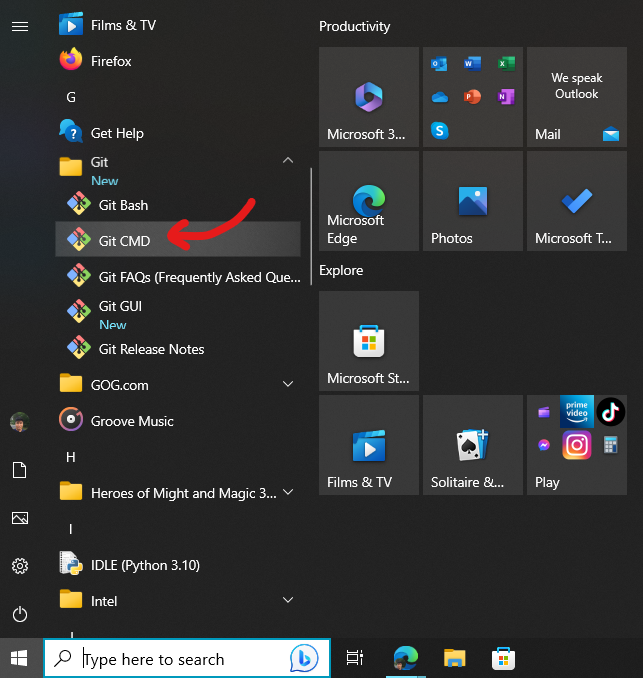 Films & TV
Firefox
G
Get Help
Git
New
Git Bash
Git CMD
Git FAQs (Frequently Asked Que...
Git GUI
New
Git Release Notes
GOG.com
Groove Music
H
Heroes of Might and Magic 3...
I
IDLE (Python 3.10)
Intel
Productivity
Microsoft 3...
We speak
Outlook
Mail
Microsoft
Edge
Photos
Microsoft T...
Explore
Microsoft St...
Films & TV
Solitaire &...
prime
video
Play
Type here to search